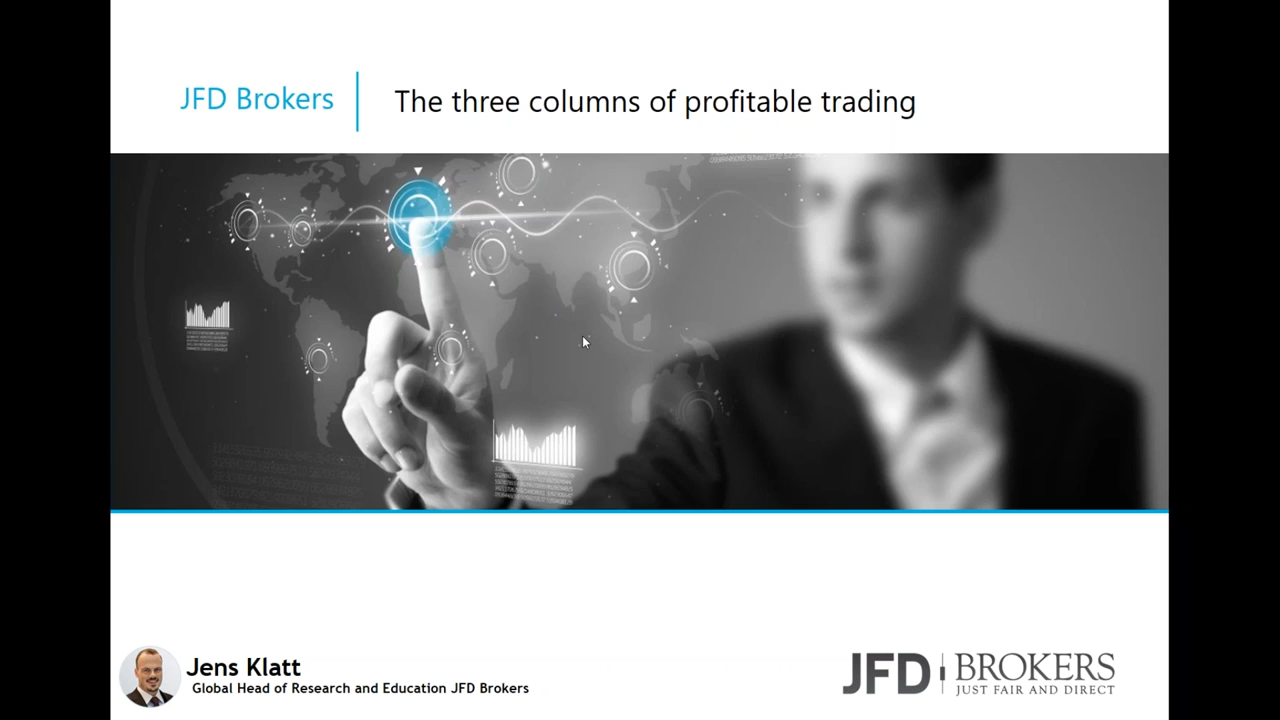 JFD Brokers
The three columns of profitable trading
Jens Klatt
Global Head of Research and Education JFD Brokers
JFD BROKERS
JUST FAIR AND DIRECT